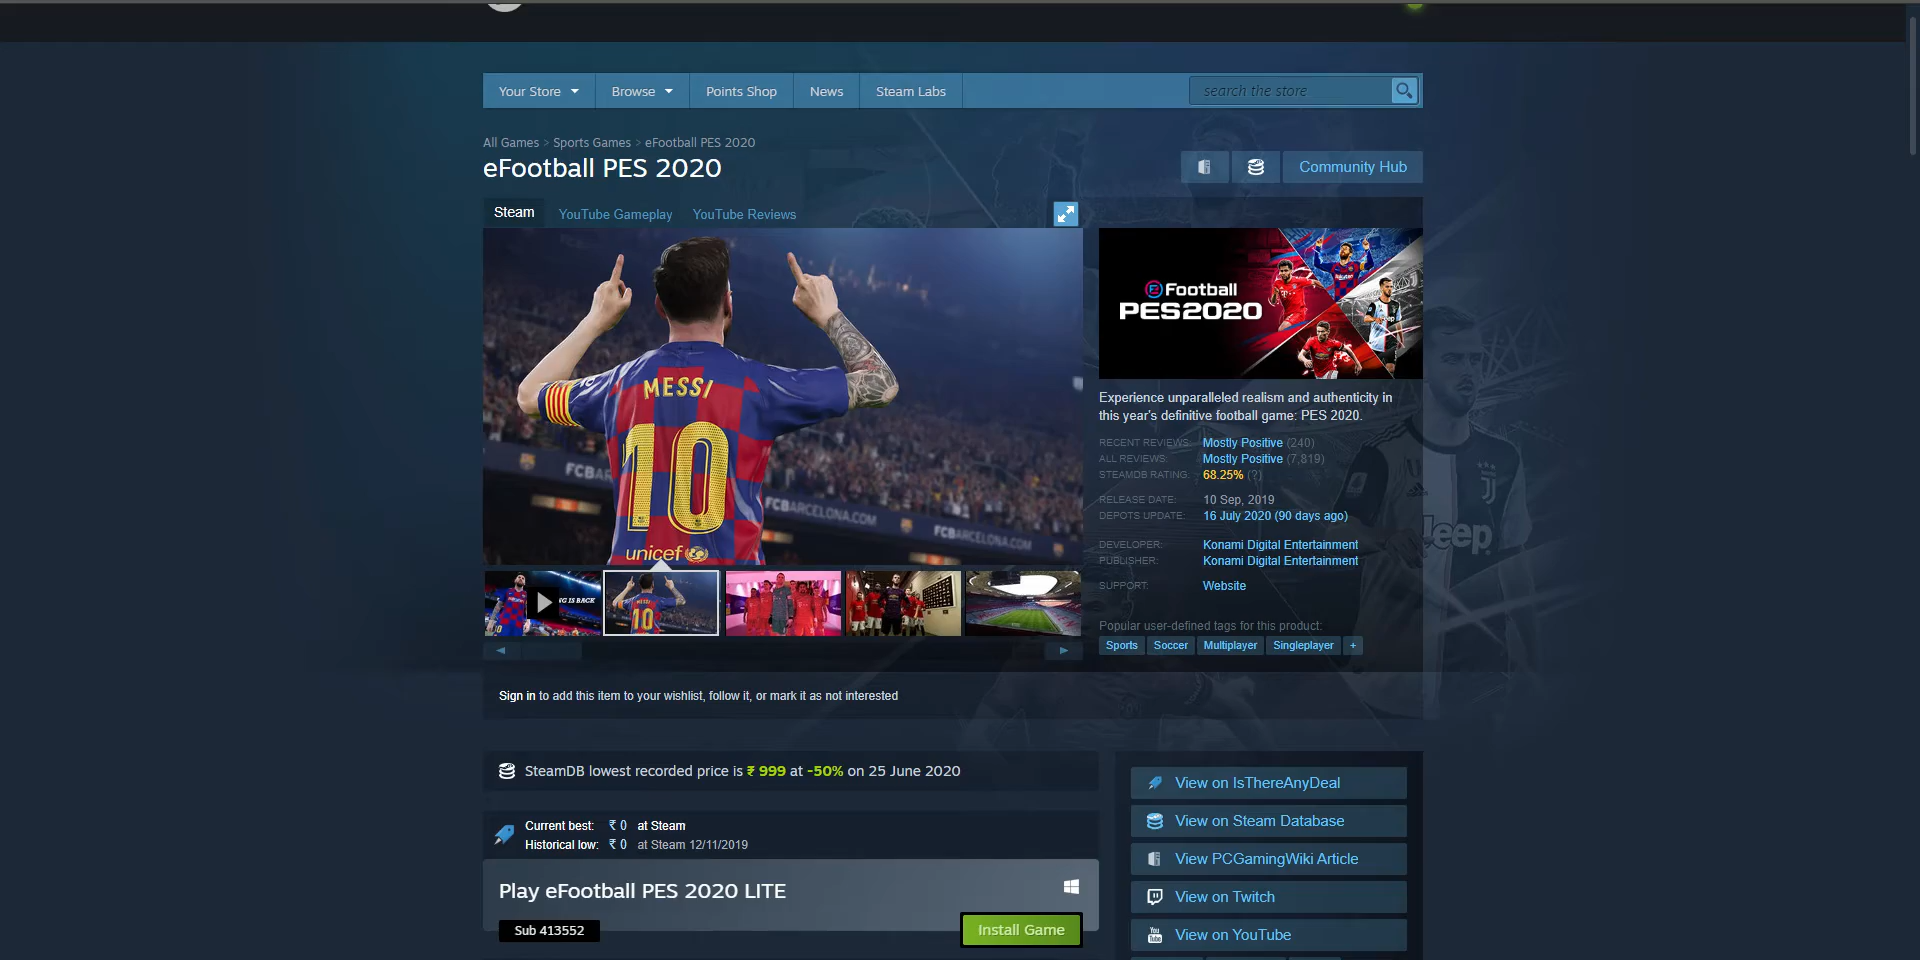 Your Store
Browse
Points Shop
News
Steam Labs
search the store
All Games > Sports Games > eFootball PES 2020
eFootball PES 2020
Community Hub
Steam
YouTube Gameplay
YouTube Reviews
MESSI
10
unicef
FCBARCELONA.COM
FCBARCELONA.COM
Football
PES2020
Experience unparalleled realism and authenticity in
this year's definitive football game: PES 2020.
RECENT REVIEWS: Mostly Positive (240)
ALL REVIEWS: Mostly Positive (7,819)
STEAMDB RATING: 68.25% (?)
RELEASE DATE: 10 Sep, 2019
DEPOTS UPDATE: 16 July 2020 (90 days ago)
DEVELOPER: Konami Digital Entertainment
PUBLISHER: Konami Digital Entertainment
SUPPORT: Website
Popular user-defined tags for this product:
Sports
Soccer
Multiplayer
Singleplayer
+
Jeep
Sign in to add this item to your wishlist, follow it, or mark it as not interested
SteamDB lowest recorded price is ₹ 999 at -50% on 25 June 2020
Current best: ₹ 0 at Steam
Historical low: ₹ 0 at Steam 12/11/2019
Play eFootball PES 2020 LITE
Sub 413552
Install Game
View on IsThereAnyDeal
View on Steam Database
View PCGamingWiki Article
View on Twitch
View on YouTube